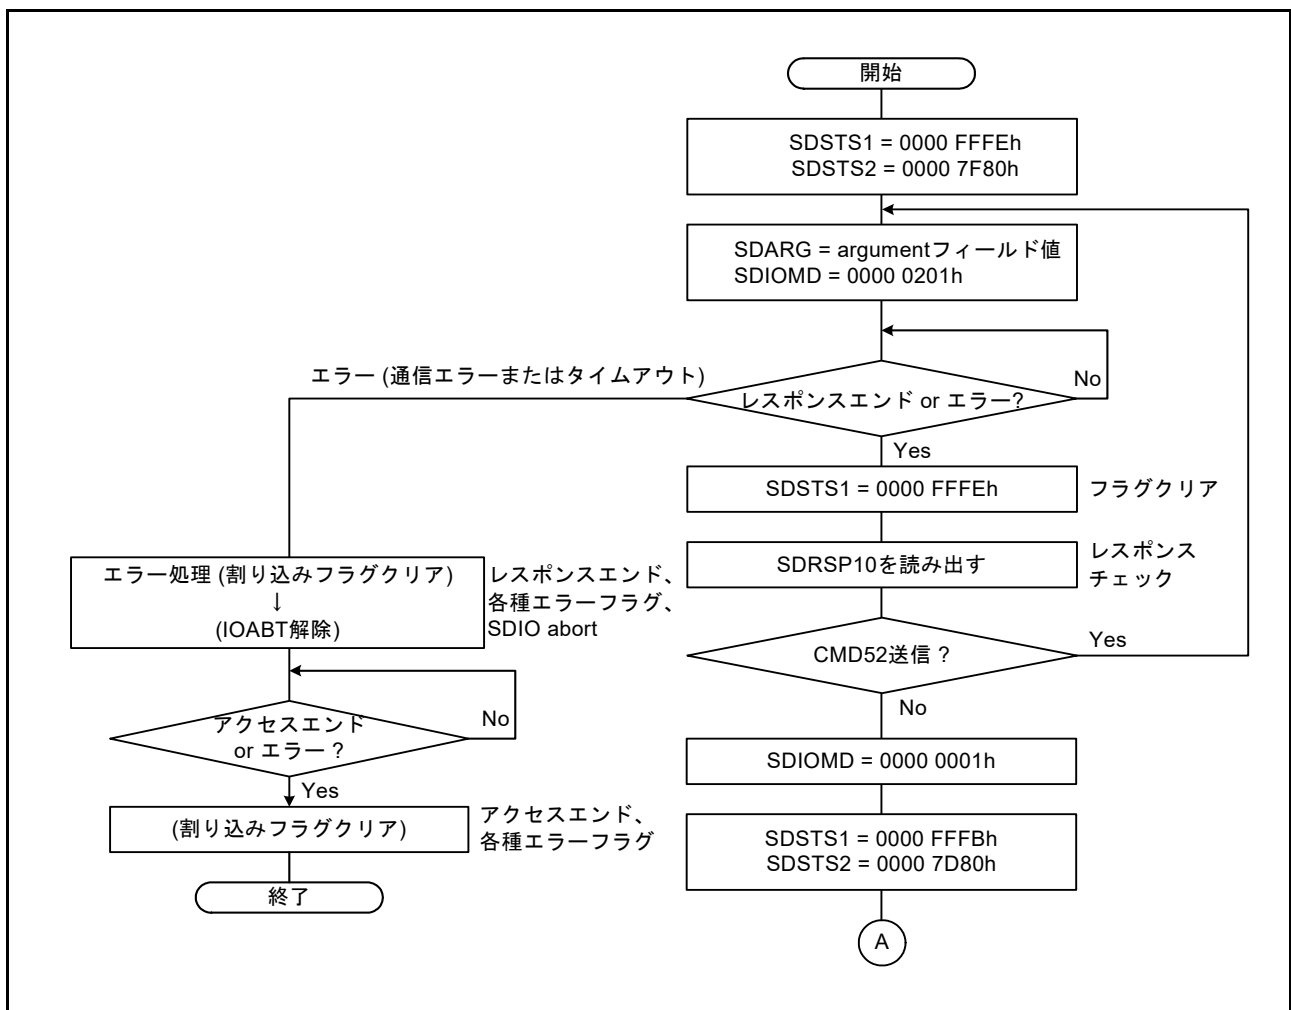 開始
SDSTS1 = 0000 FFFEh
SDSTS2 = 0000 7F80h
SDARG = argumentフィールド値
SDIOMD = 0000 0201h
エラー (通信エラーまたはタイムアウト)
レスポンスエンド or エラー?
No
Yes
SDSTS1 = 0000 FFFEh
フラグクリア
SDRSP10を読み出す
レスポンス
チェック
エラー処理 (割り込みフラグクリア)
↓
(IOABT解除)
レスポンスエンド、
各種エラーフラグ、
SDIO abort
CMD52送信 ?
Yes
No
アクセスエンド
or エラー ?
No
Yes
SDIOMD = 0000 0001h
(割り込みフラグクリア)
アクセスエンド、
各種エラーフラグ
SDSTS1 = 0000 FFFBh
SDSTS2 = 0000 7D80h
終了
A